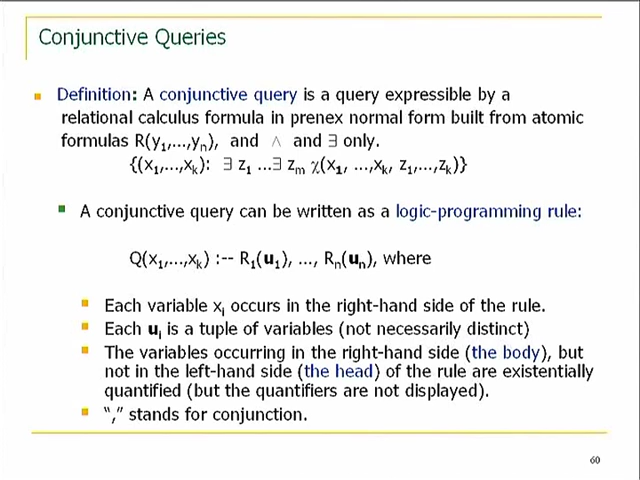 Conjunctive Queries
Definition: A conjunctive query is a query expressible by a
relational calculus formula in prenex normal form built from atomic
formulas R(y₁,...,yₙ), and ∧ and ∃ only.
{(x₁,...,xₖ): ∃ z₁ ...∃ zₘ χ(x₁, ...,xₖ, z₁,...,zₖ)}
A conjunctive query can be written as a logic-programming rule:
Q(x₁,...,xₖ) :-- R₁(u₁), ..., Rₙ(uₙ), where
Each variable xᵢ occurs in the right-hand side of the rule.
Each uᵢ is a tuple of variables (not necessarily distinct)
The variables occurring in the right-hand side (the body), but
not in the left-hand side (the head) of the rule are existentially
quantified (but the quantifiers are not displayed).
“,” stands for conjunction.
60